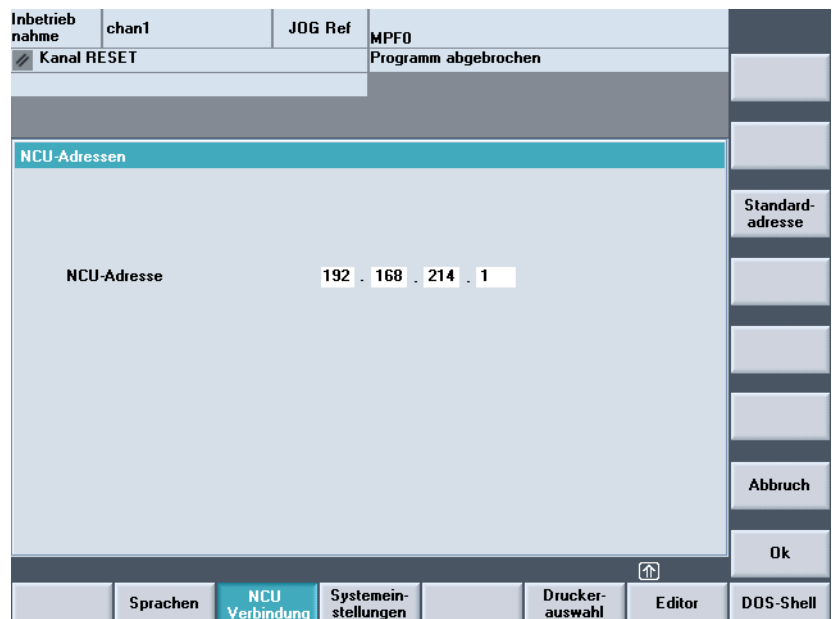 Inbetrieb
nahme
chan1
JOG Ref
MPF0
Kanal RESET
Programm abgebrochen
NCU-Adressen
Standard-
adresse
NCU-Adresse
192 . 168 . 214 . 1
Abbruch
Ok
Sprachen
NCU
Verbindung
Systemein-
stellungen
Drucker-
auswahl
Editor
DOS-Shell